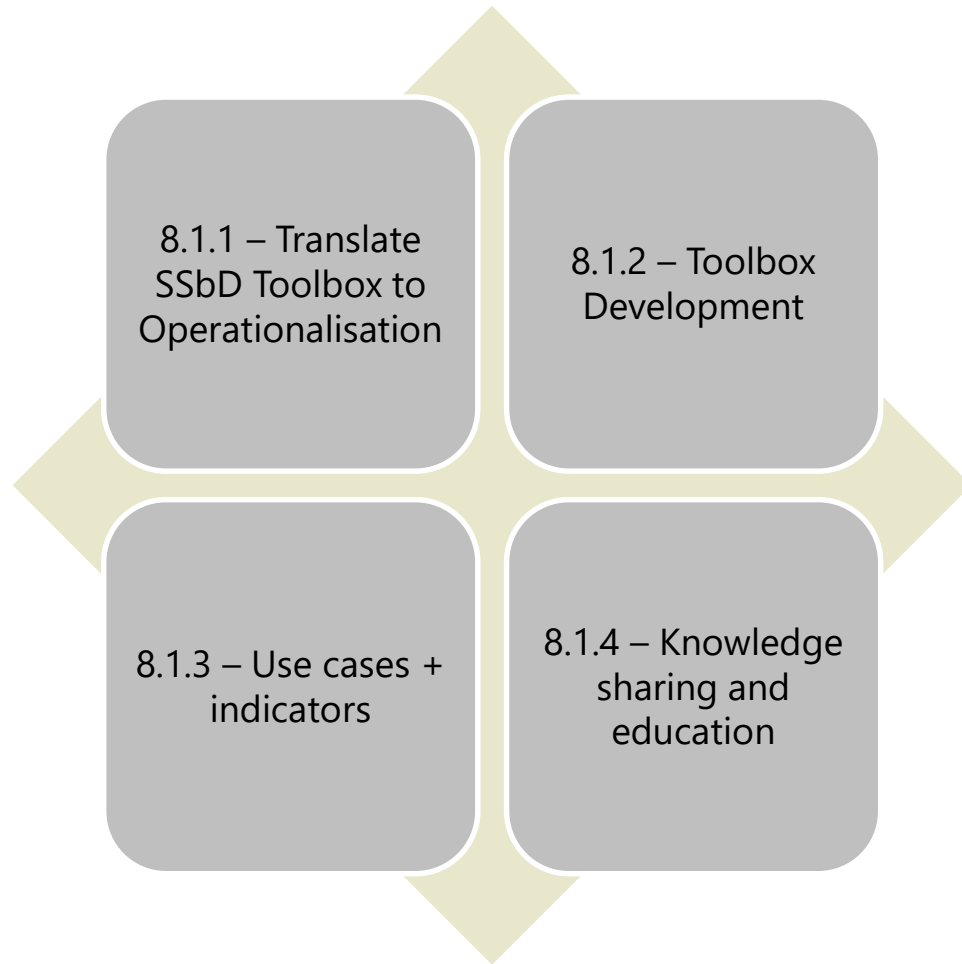 8.1.1 – Translate
SSbD Toolbox to
Operationalisation
8.1.2 – Toolbox
Development
8.1.3 – Use cases +
indicators
8.1.4 – Knowledge
sharing and
education